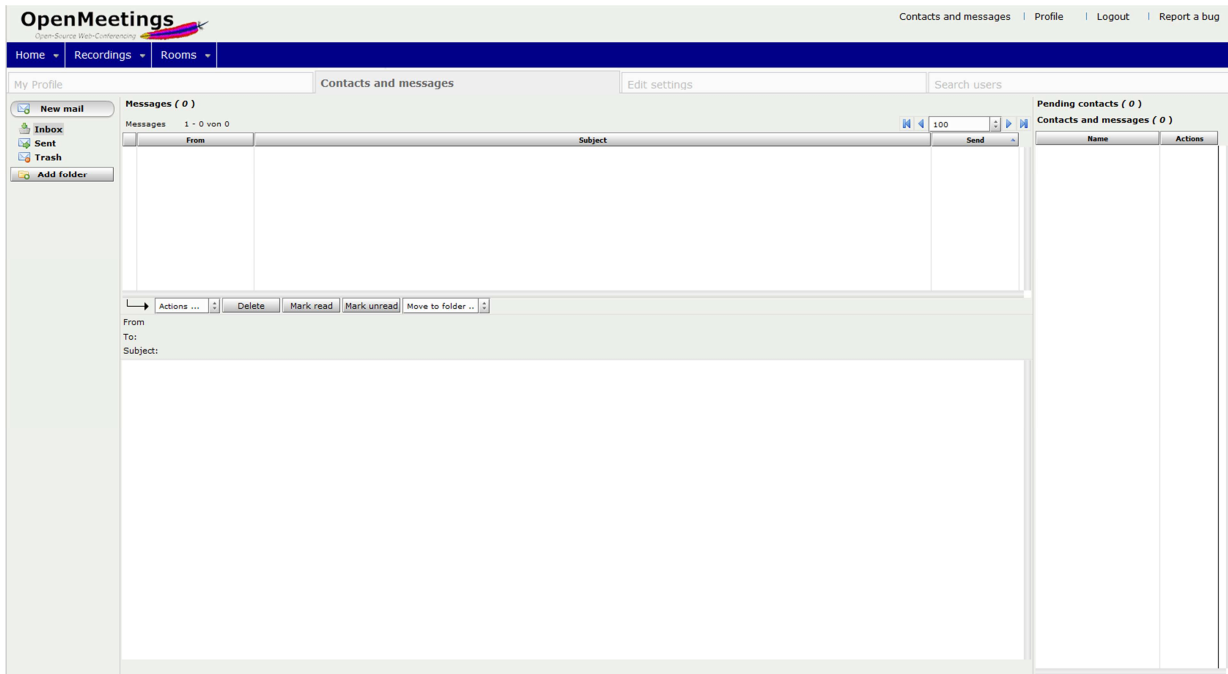 OpenMeetings
Open-Source Web-Conferencing
Contacts and messages | Profile | Logout | Report a bug
Home Recordings Rooms
My Profile Contacts and messages Edit settings Search users
New mail
Inbox
Sent
Trash
Add folder
Messages ( 0 )
Messages 1 - 0 von 0 100
From Subject Send
Actions ... Delete Mark read Mark unread Move to folder ..
From
To:
Subject:
Pending contacts ( 0 )
Contacts and messages ( 0 )
Name Actions